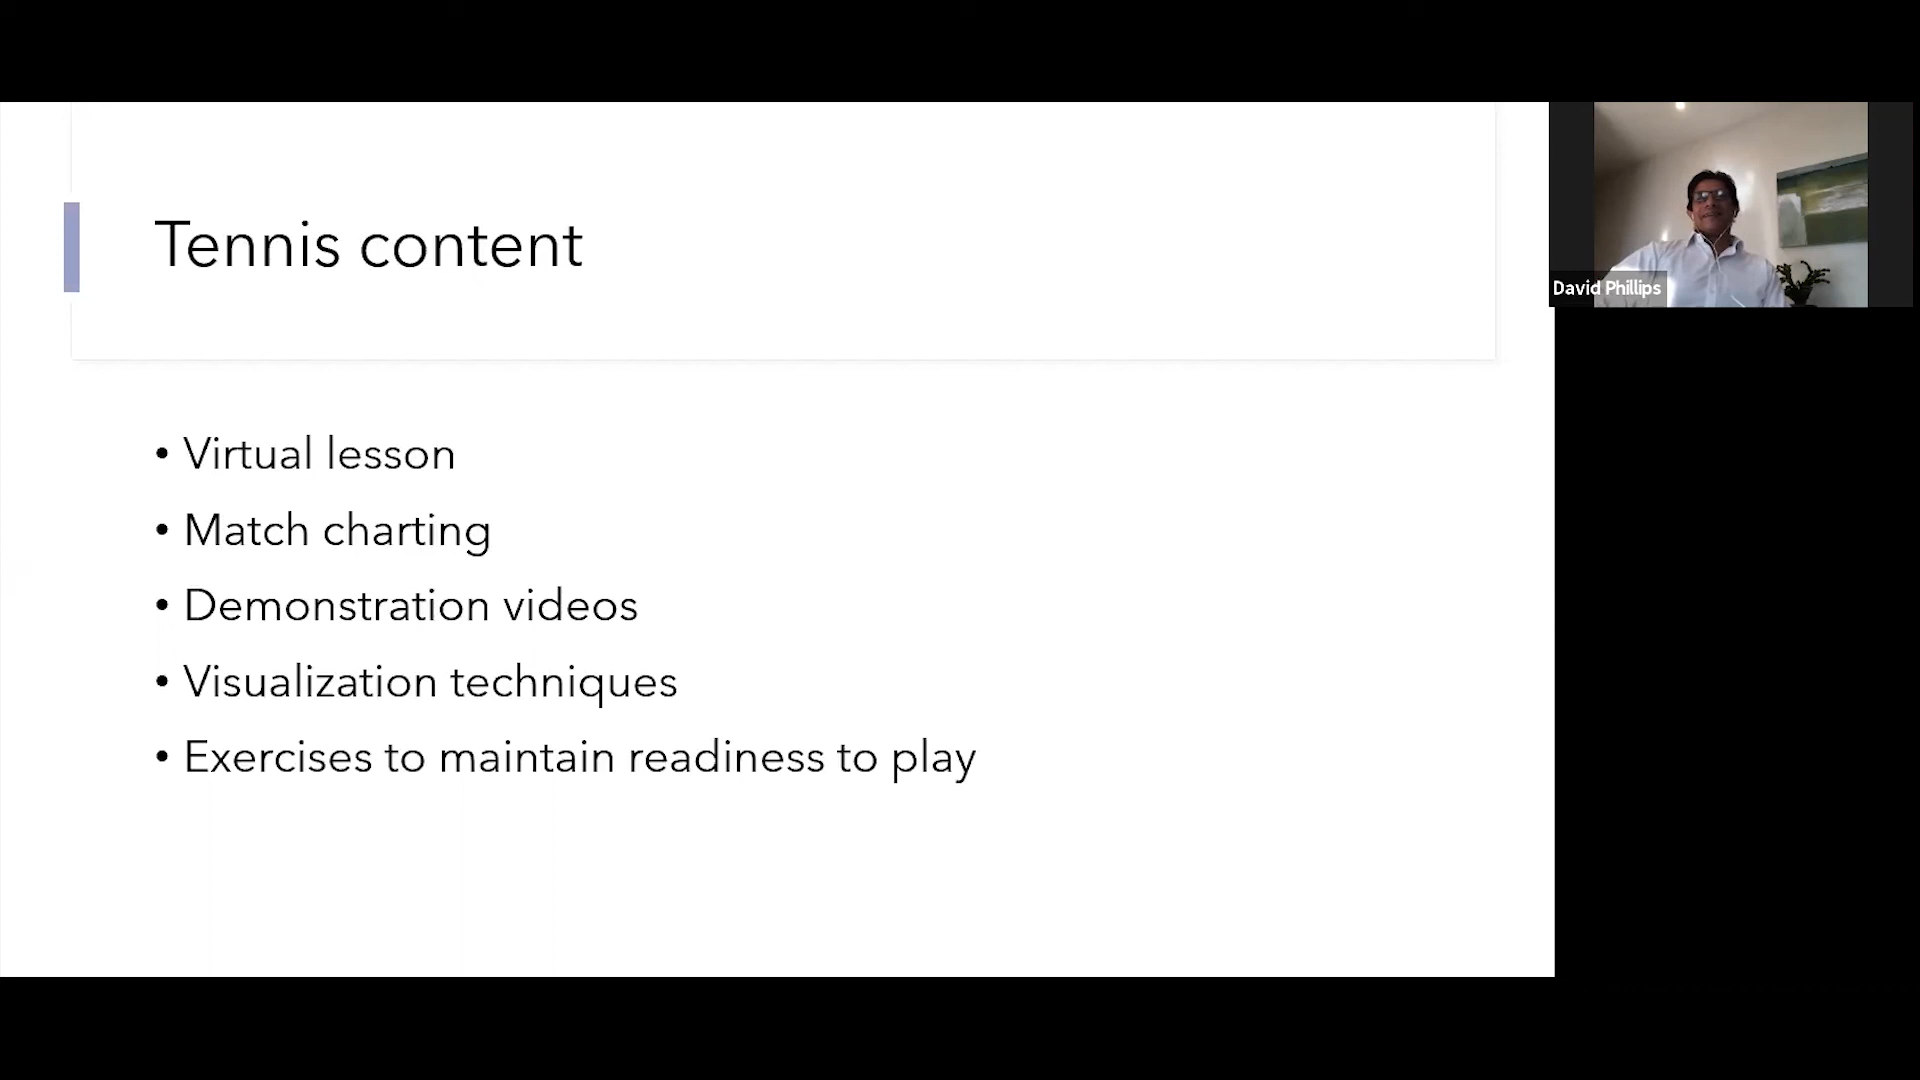 Tennis content
• Virtual lesson
• Match charting
• Demonstration videos
• Visualization techniques
• Exercises to maintain readiness to play
David Phillips